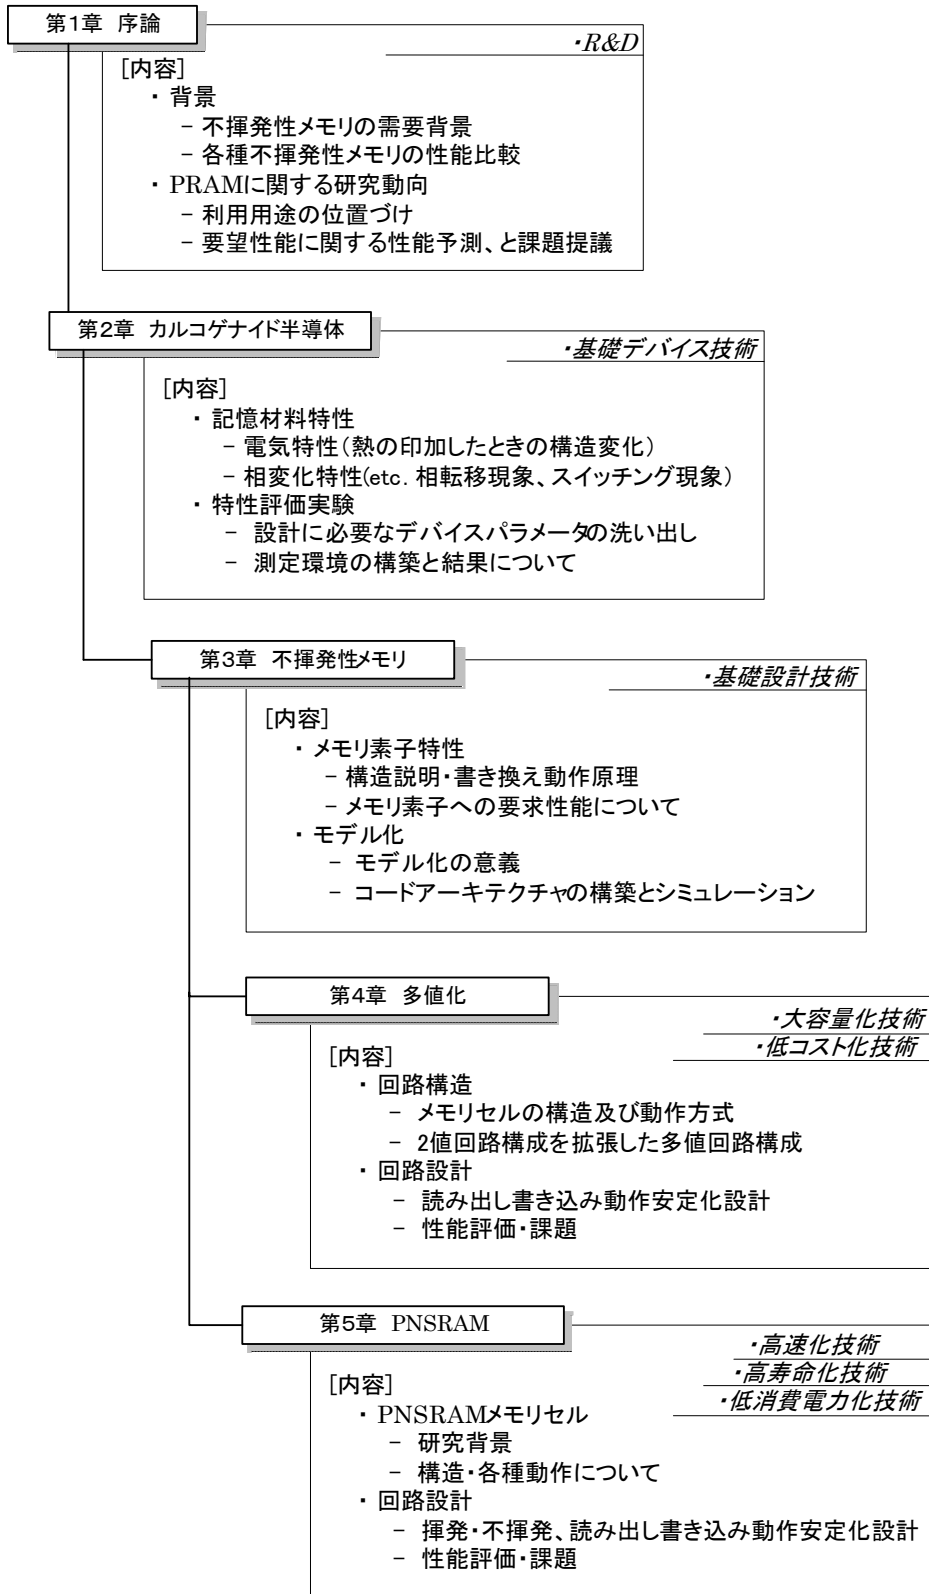 第1章 序論
・R&D
[内容]
・ 背景
－ 不揮発性メモリの需要背景
－ 各種不揮発性メモリの性能比較
・ PRAMに関する研究動向
－ 利用用途の位置づけ
－ 要望性能に関する性能予測、と課題提議
第2章 カルコゲナイド半導体
・基礎デバイス技術
[内容]
・ 記憶材料特性
－ 電気特性（熱の印加したときの構造変化）
－ 相変化特性(etc. 相転移現象、スイッチング現象）
・ 特性評価実験
－ 設計に必要なデバイスパラメータの洗い出し
－ 測定環境の構築と結果について
第3章 不揮発性メモリ
・基礎設計技術
[内容]
・ メモリ素子特性
－ 構造説明・書き換え動作原理
－ メモリ素子への要求性能について
・ モデル化
－ モデル化の意義
－ コードアーキテクチャの構築とシミュレーション
第4章 多値化
・大容量化技術
・低コスト化技術
[内容]
・ 回路構造
－ メモリセルの構造及び動作方式
－ 2値回路構成を拡張した多値回路構成
・ 回路設計
－ 読み出し書き込み動作安定化設計
－ 性能評価・課題
第5章 PNSRAM
・高速化技術
・高寿命化技術
・低消費電力化技術
[内容]
・ PNSRAMメモリセル
－ 研究背景
－ 構造・各種動作について
・ 回路設計
－ 揮発・不揮発、読み出し書き込み動作安定化設計
－ 性能評価・課題